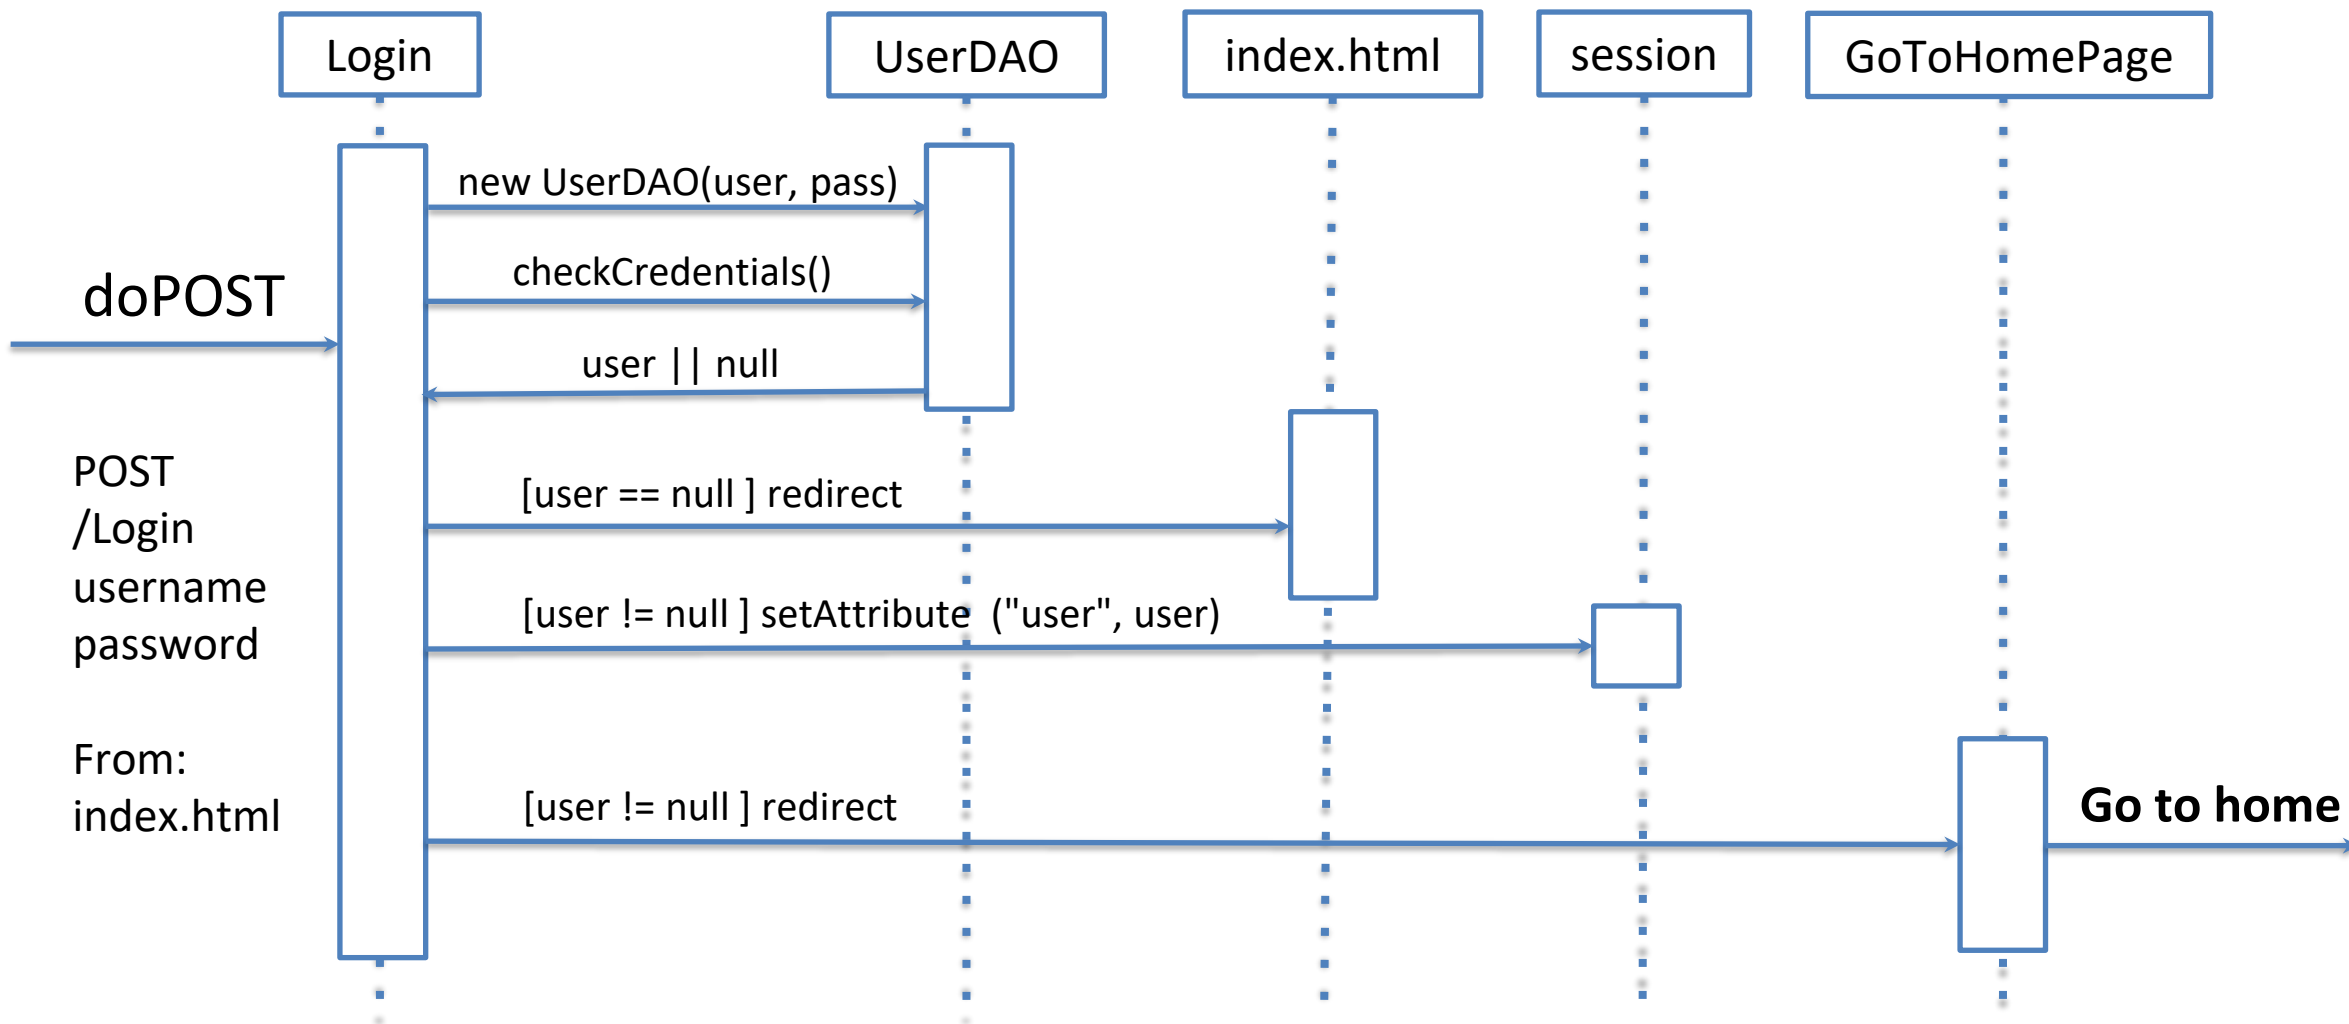 Login
UserDAO
index.html
session
GoToHomePage
new UserDAO(user, pass)
checkCredentials()
doPOST
user || null
POST
/Login
username
password
From:
index.html
[user == null ] redirect
[user != null ] setAttribute  ("user", user)
[user != null ] redirect
Go to home